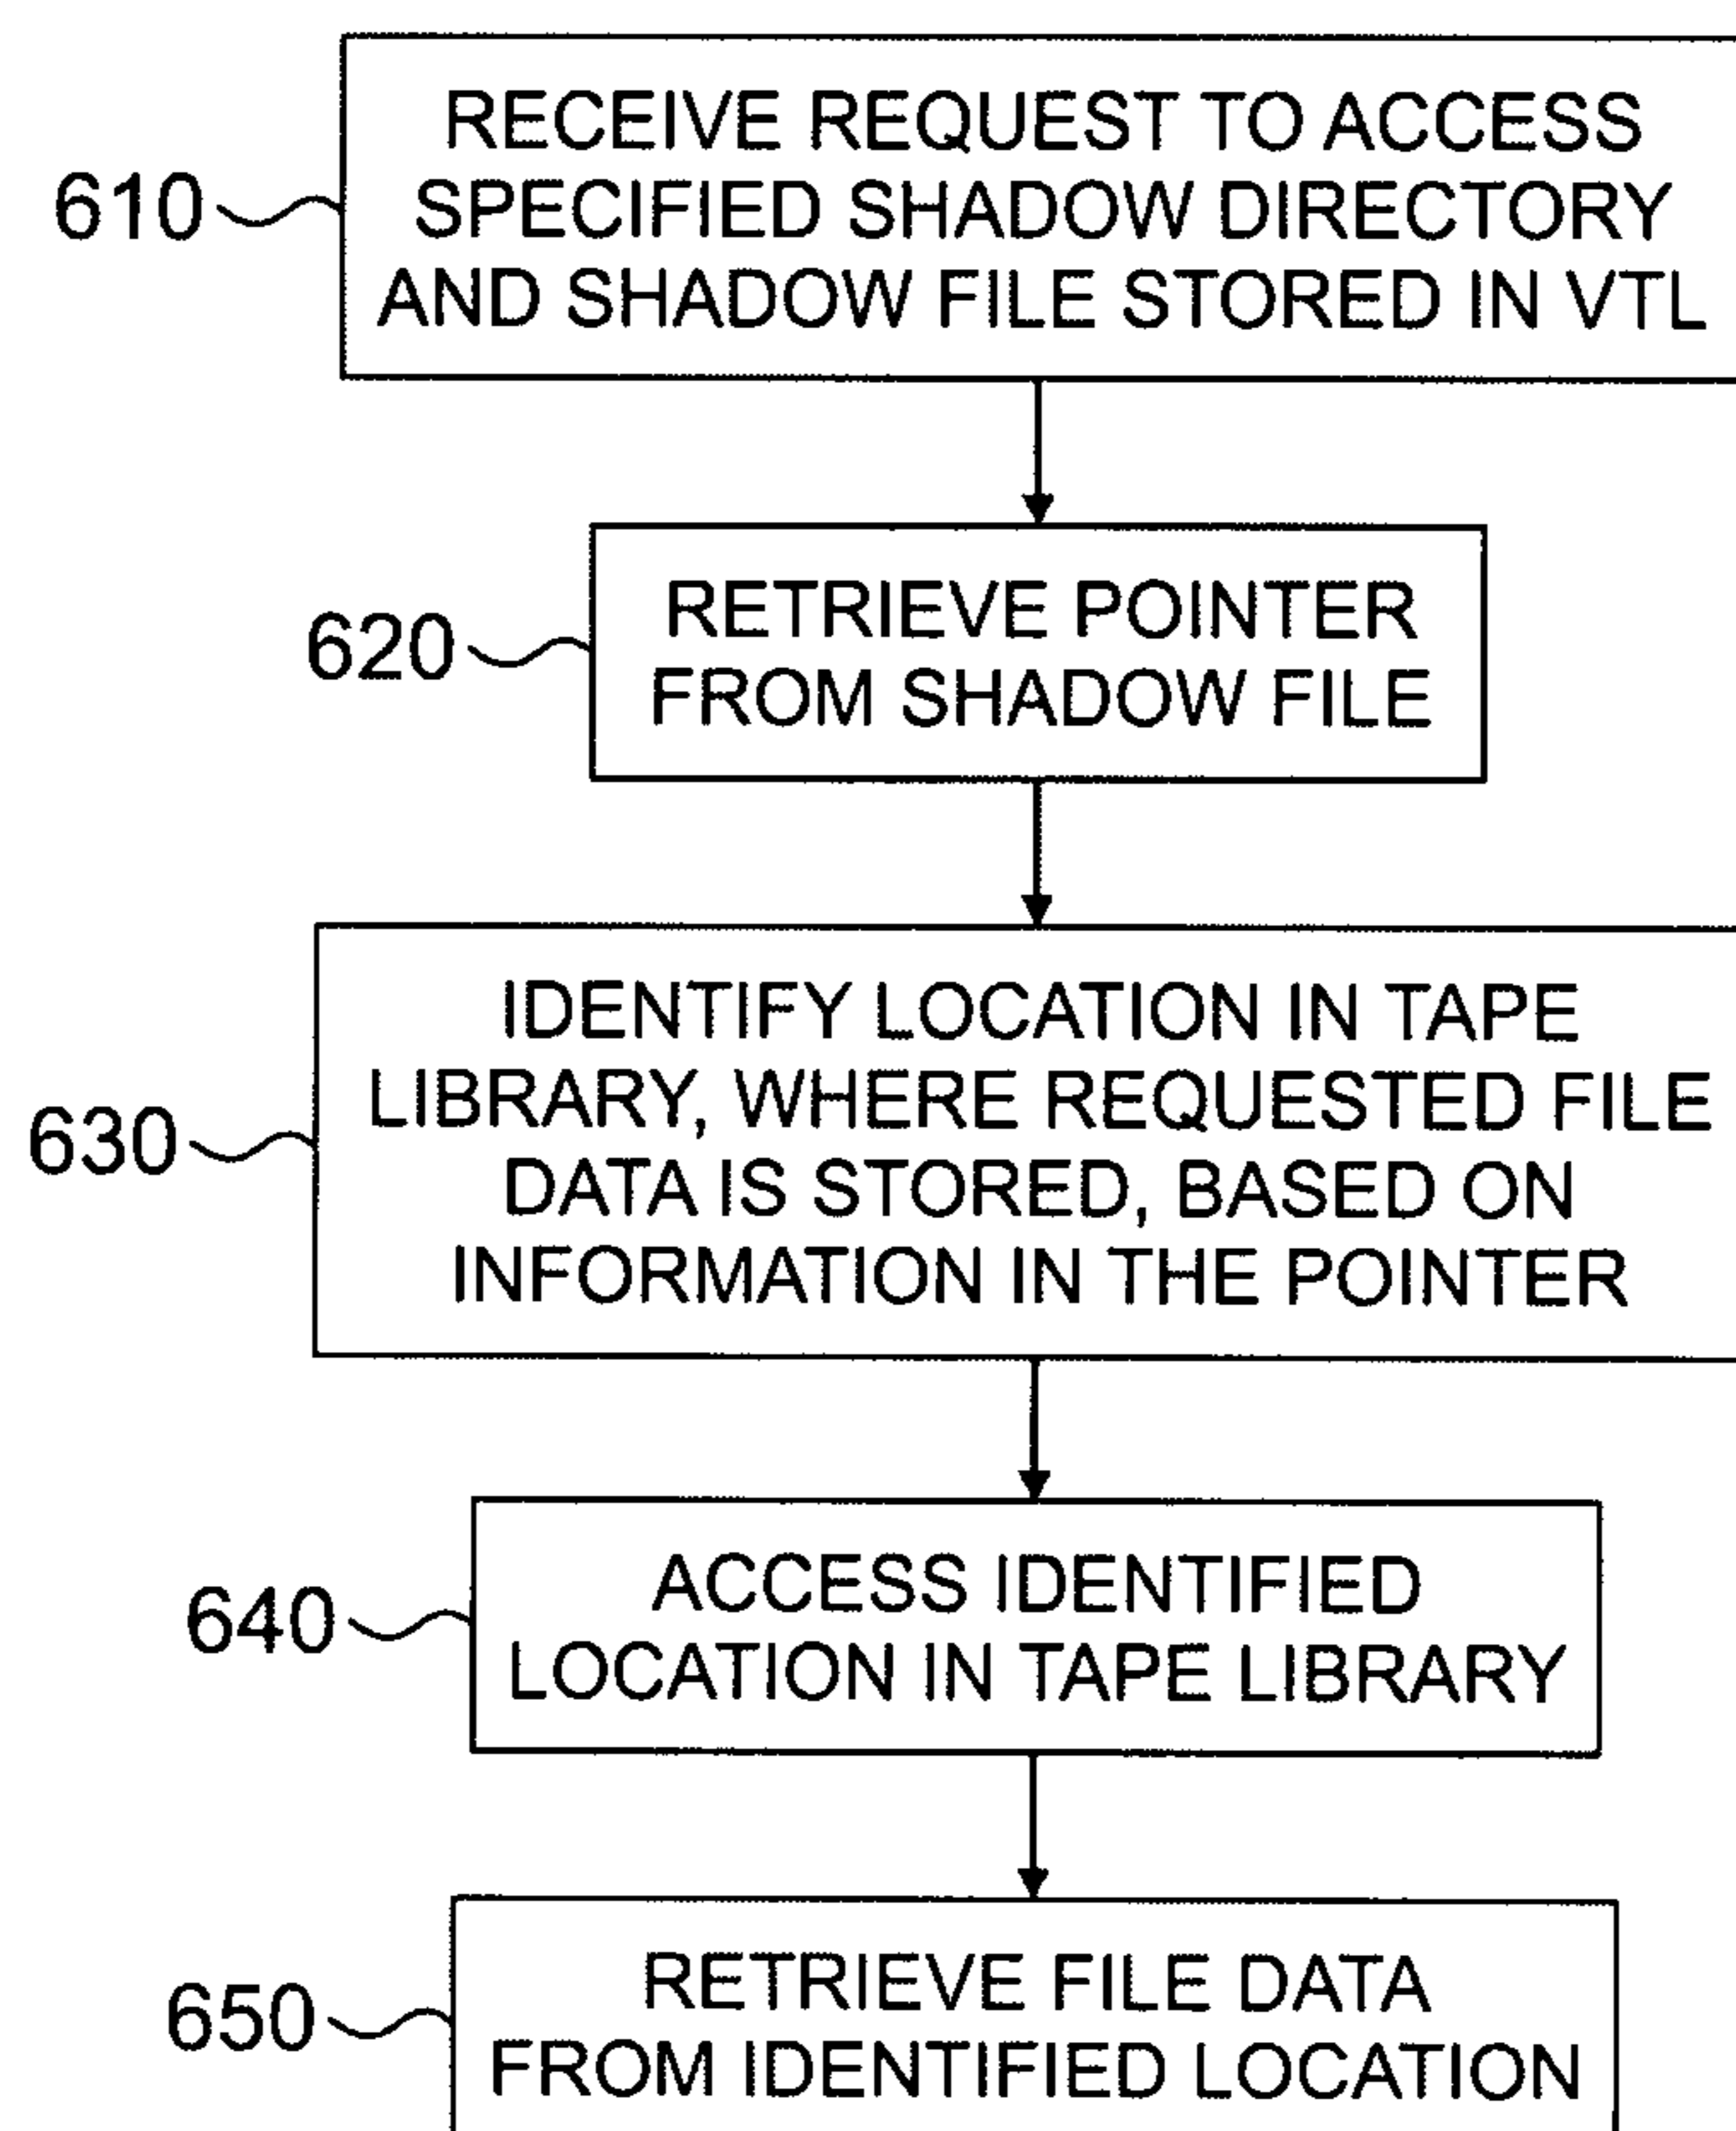 610
RECEIVE REQUEST TO ACCESS
SPECIFIED SHADOW DIRECTORY
AND SHADOW FILE STORED IN VTL
620
RETRIEVE POINTER
FROM SHADOW FILE
630
IDENTIFY LOCATION IN TAPE
LIBRARY, WHERE REQUESTED FILE
DATA IS STORED, BASED ON
INFORMATION IN THE POINTER
640
ACCESS IDENTIFIED
LOCATION IN TAPE LIBRARY
650
RETRIEVE FILE DATA
FROM IDENTIFIED LOCATION